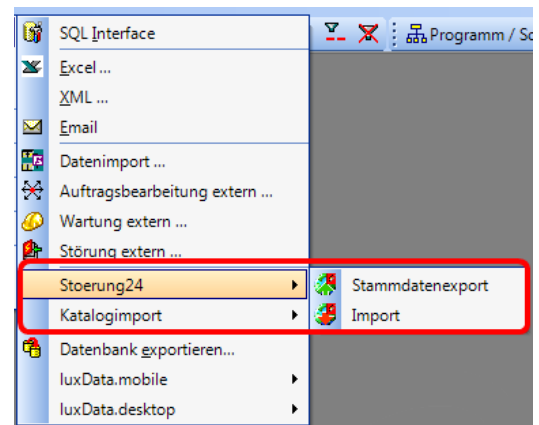 SQL Interface
Programm / Sc
Excel ...
XML ...
Email
Datenimport ...
Auftragsbearbeitung extern ...
Wartung extern ...
Störung extern ...
Stoerung24
Stammdatenexport
Katalogimport
Import
Datenbank exportieren...
luxData.mobile
luxData.desktop